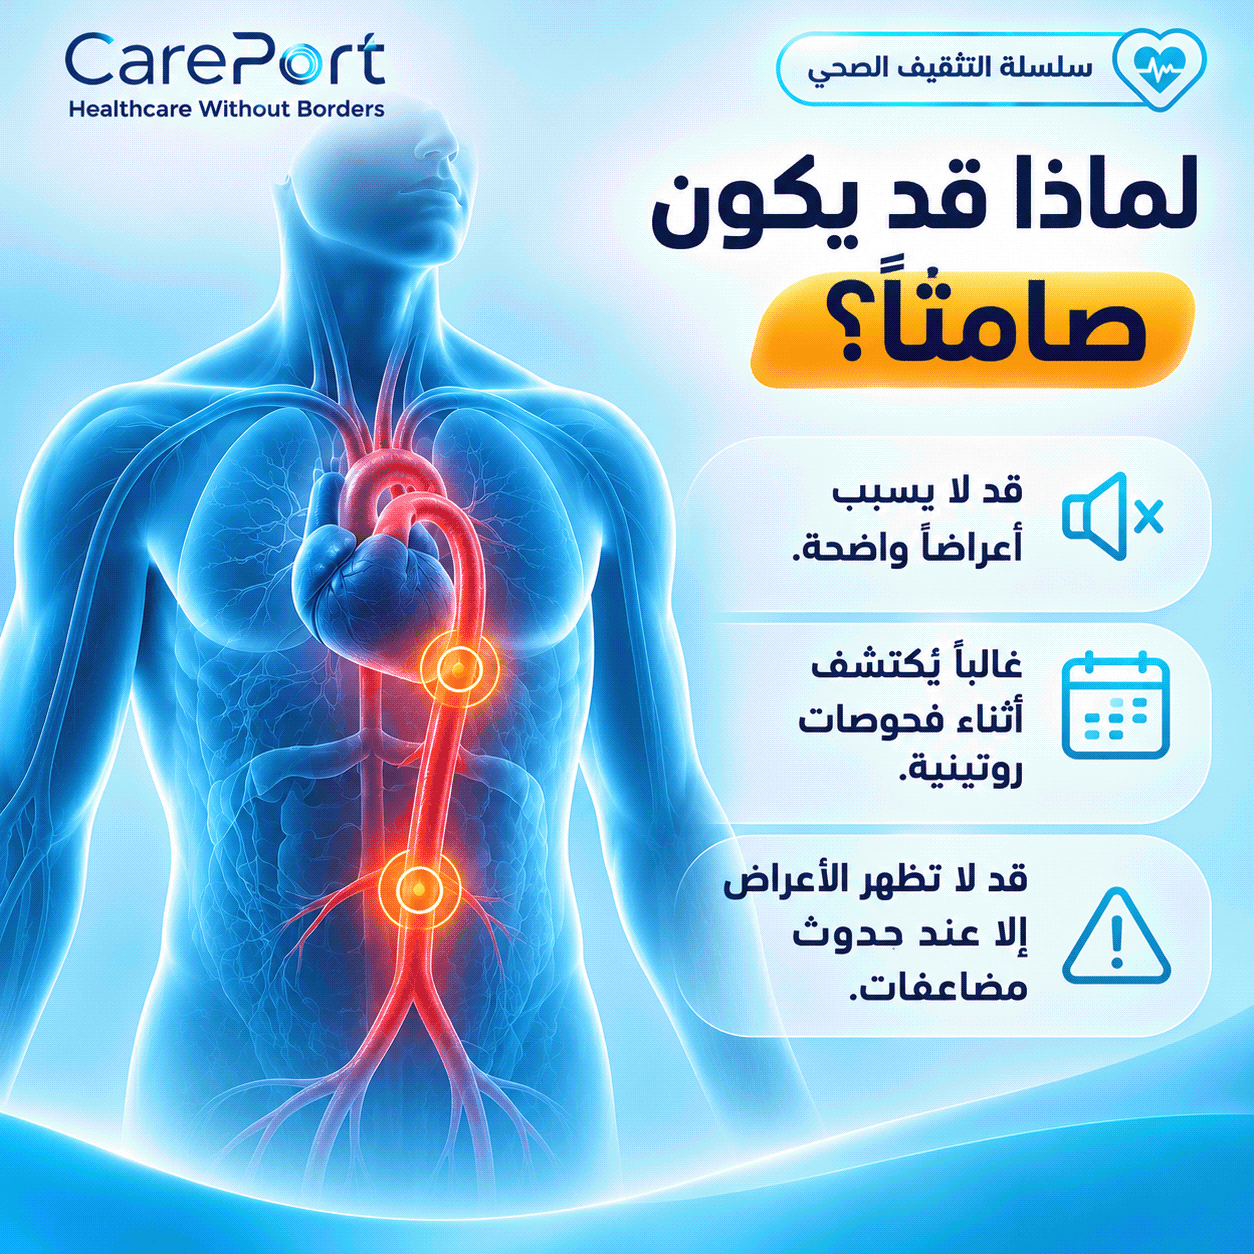 CarePort
Healthcare Without Borders
سلسلة التثقيف الصحي
لماذا قد يكون
صامتاً؟
قد لا يسبب
أعراضاً واضحة.
غالباً يُكتشف
أثناء فحوصات
روتينية.
قد لا تظهر الأعراض
إلا عند حدوث
مضاعفات.